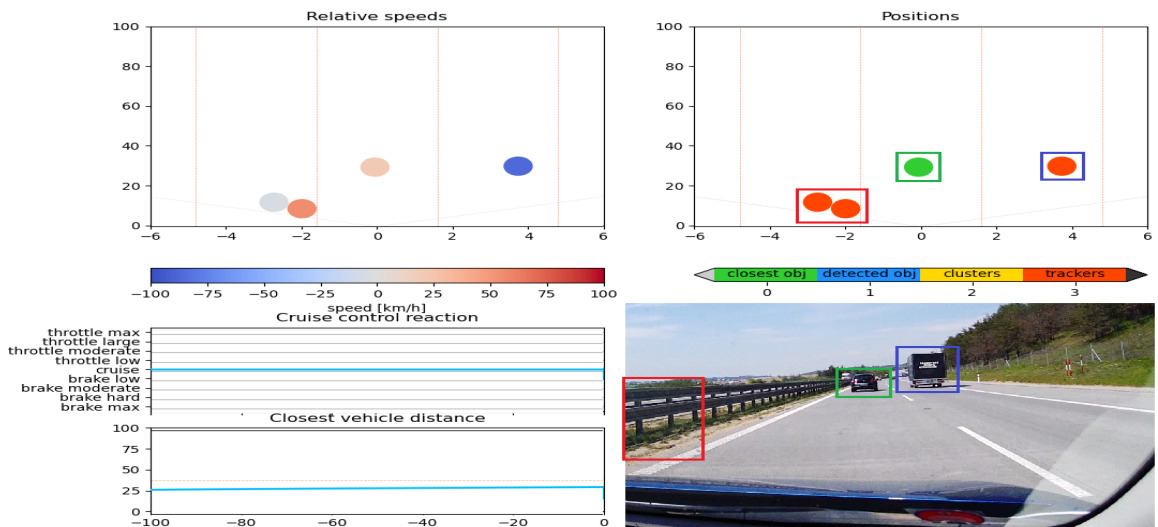 Relative speeds
100
80
60
40
20
0
−6 −4 −2 0 2 4 6
Positions
100
80
60
40
20
0
−6 −4 −2 0 2 4 6
−100 −75 −50 −25 0 25 50 75 100
speed [km/h]
closest obj detected obj clusters trackers
0 1 2 3
Cruise control reaction
throttle max
throttle large
throttle moderate
throttle low
cruise
brake low
brake moderate
brake hard
brake max
Closest vehicle distance
100
75
50
25
0
−100 −80 −60 −40 −20 0